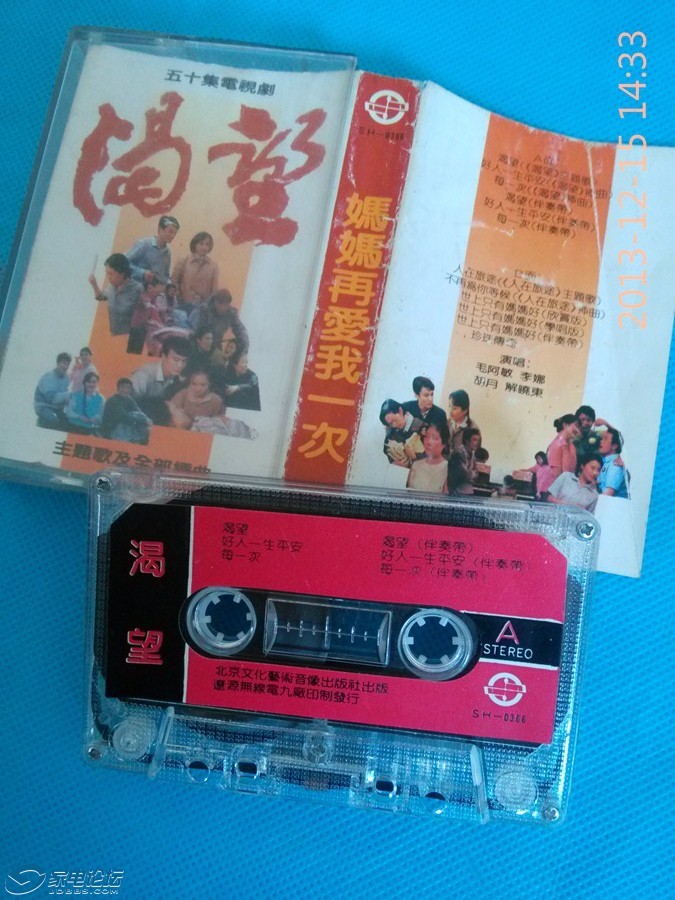 五十集電視劇
渴望
主題歌及全部插曲
SH—0366
媽媽再愛我一次
A面
渴望《渴望》主題歌
好人一生平安《渴望》插曲
每一次《渴望》插曲
渴望(伴奏帶)
好人一生平安(伴奏帶)
每一次(伴奏帶)
B面
人在旅途《人在旅途》主題歌
不再爲你等候《人在旅途》插曲
世上只有媽媽好(欣賞版)
世上只有媽媽好(學唱版)
世上只有媽媽好(伴奏帶)
演唱:
毛阿敏 李娜
胡月 解曉東
2013-12-15 14:33
渴望
渴望
好人一生平安
每一次
渴望(伴奏帶)
好人一生平安(伴奏帶)
每一次(伴奏帶)
A
STEREO
北京文化藝術音像出版社出版
遼源無線電九廠印制發行
SH—0366
家电论坛
JDBBS.COM